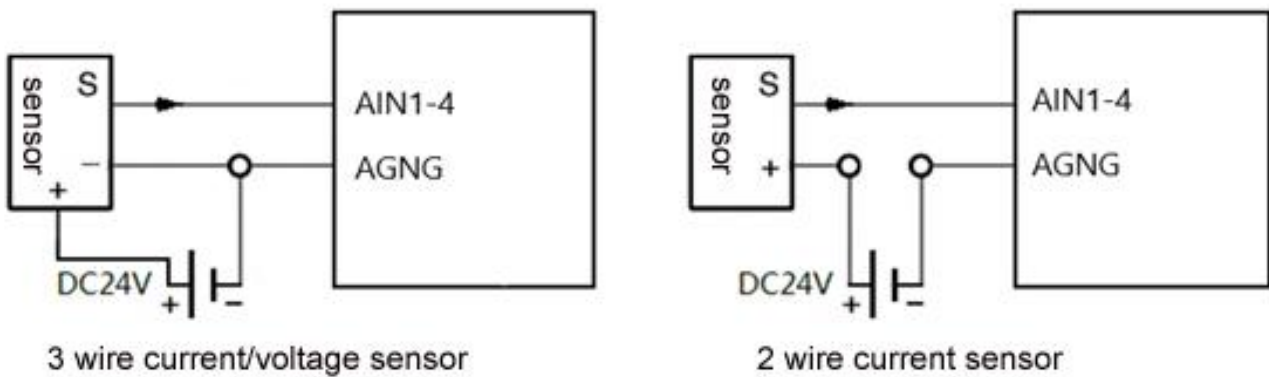 sensor
S
–
+
AIN1-4
AGNG
DC24V
+
–
3 wire current/voltage sensor
sensor
S
+
AIN1-4
AGNG
DC24V
+
–
2 wire current sensor